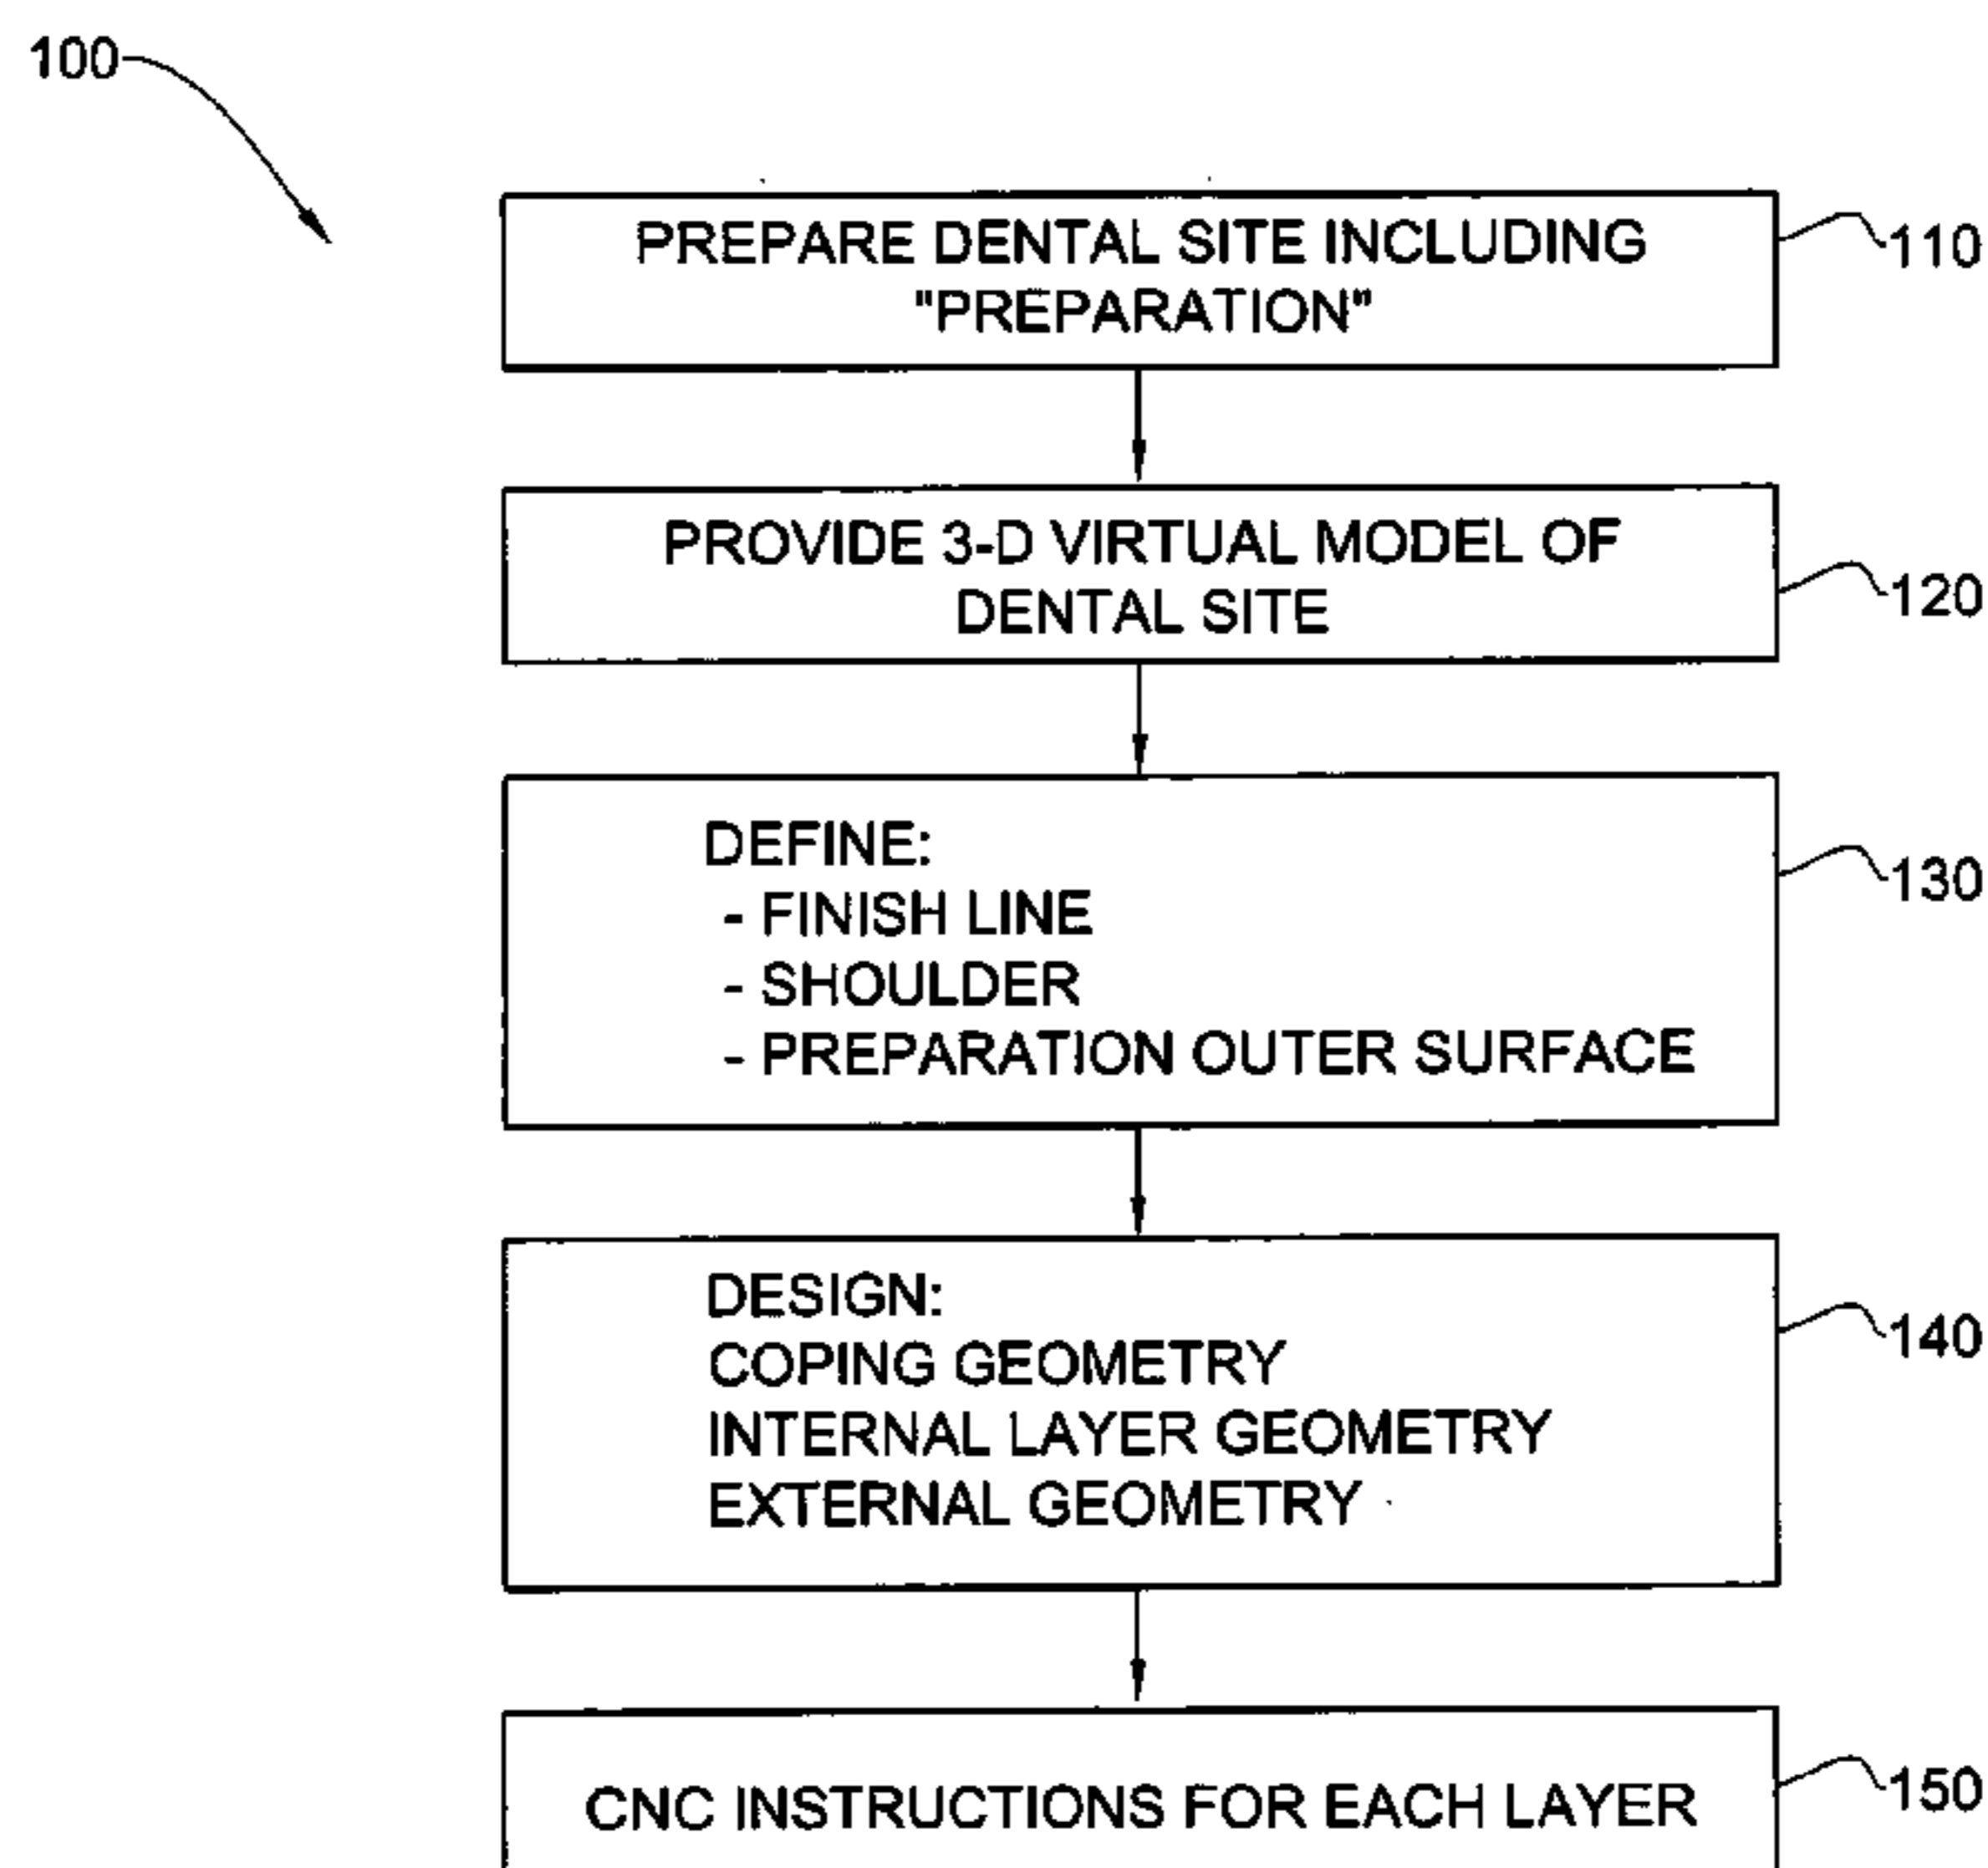 100
PREPARE DENTAL SITE INCLUDING
"PREPARATION"
110
PROVIDE 3-D VIRTUAL MODEL OF
DENTAL SITE
120
DEFINE:
- FINISH LINE
- SHOULDER
- PREPARATION OUTER SURFACE
130
DESIGN:
COPING GEOMETRY
INTERNAL LAYER GEOMETRY
EXTERNAL GEOMETRY
140
CNC INSTRUCTIONS FOR EACH LAYER
150